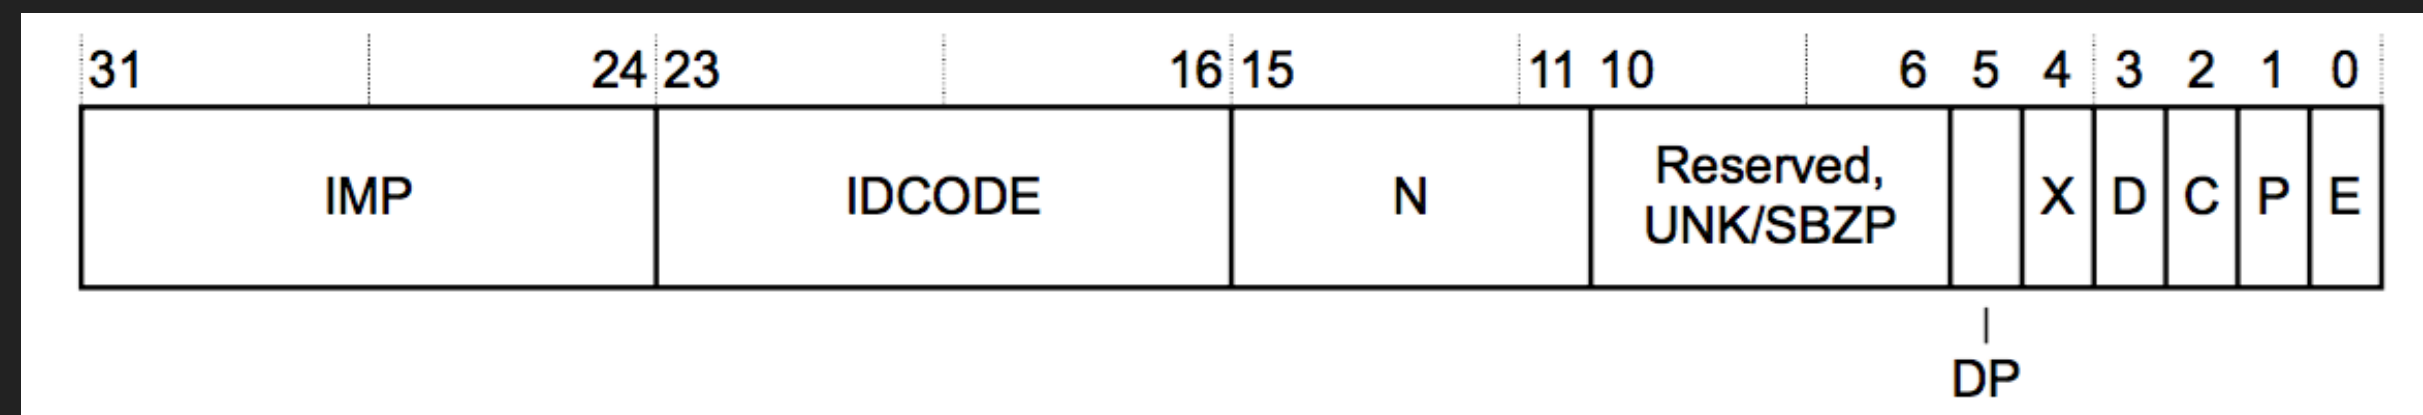 31 24 23 16 15 11 10 6 5 4 3 2 1 0
IMP IDCODE N Reserved, UNK/SBZP X D C P E
DP